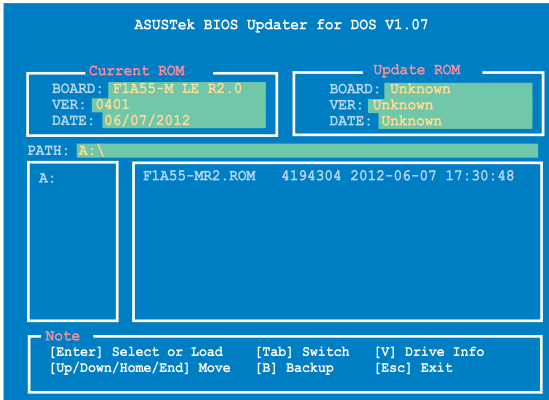 ASUSTek BIOS Updater for DOS V1.07
Current ROM
BOARD: F1A55-M LE R2.0
VER: 0401
DATE: 06/07/2012
Update ROM
BOARD: Unknown
VER: Unknown
DATE: Unknown
PATH: A:\
A:
F1A55-MR2.ROM 4194304 2012-06-07 17:30:48
Note
[Enter] Select or Load [Tab] Switch [V] Drive Info
[Up/Down/Home/End] Move [B] Backup [Esc] Exit